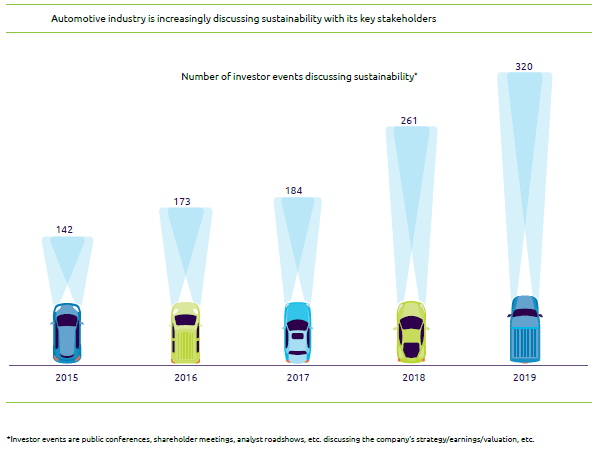 Automotive industry is increasingly discussing sustainability with its key stakeholders
Number of investor events discussing sustainability*
320
261
184
173
142
2015 2016 2017 2018 2019
*Investor events are public conferences, shareholder meetings, analyst roadshows, etc. discussing the company's strategy/earnings/valuation, etc.